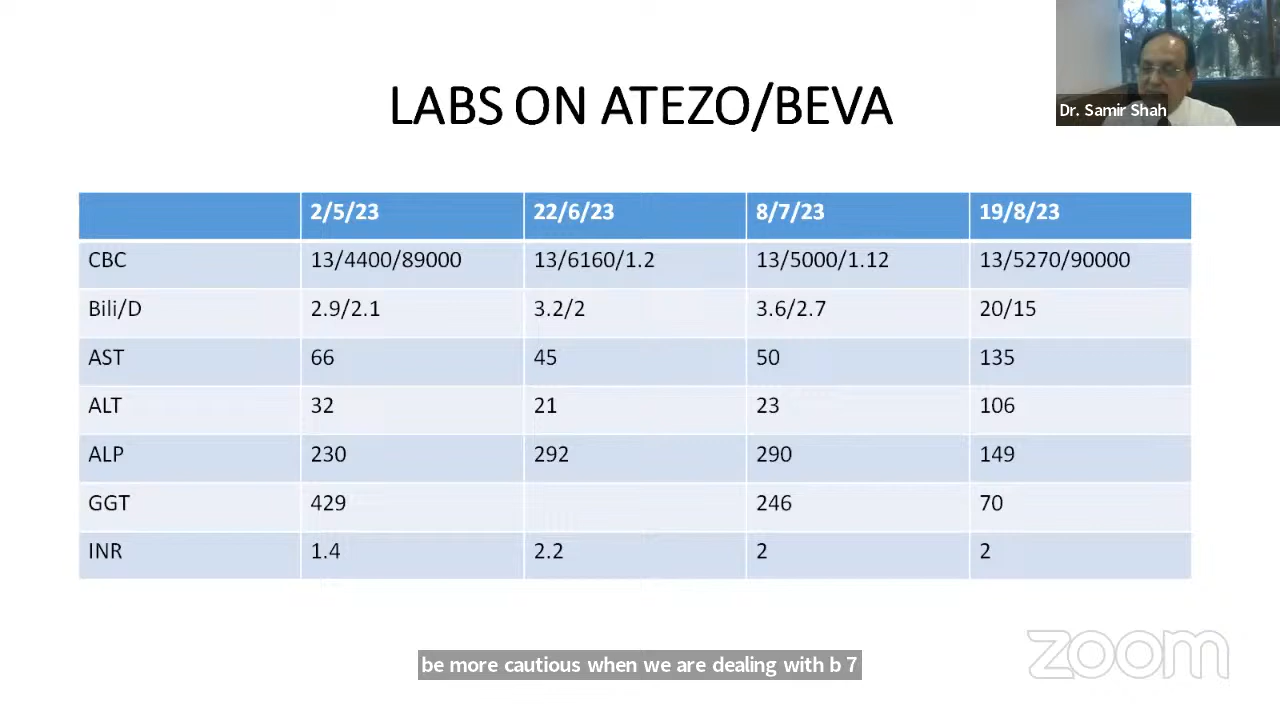 LABS ON ATEZO/BEVA
Dr. Samir Shah
2/5/23 22/6/23 8/7/23 19/8/23
CBC 13/4400/89000 13/6160/1.2 13/5000/1.12 13/5270/90000
Bili/D 2.9/2.1 3.2/2 3.6/2.7 20/15
AST 66 45 50 135
ALT 32 21 23 106
ALP 230 292 290 149
GGT 429 246 70
INR 1.4 2.2 2 2
be more cautious when we are dealing with b 7
zoom